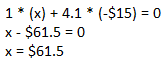 1 * (x) + 4.1 * (-$15) = 0
x - $61.5 = 0
x = $61.5